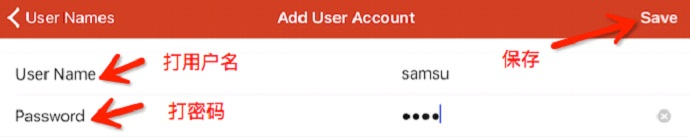 User Names Add User Account Save
保存
User Name 打用户名 samsu
Password 打密码 ••••